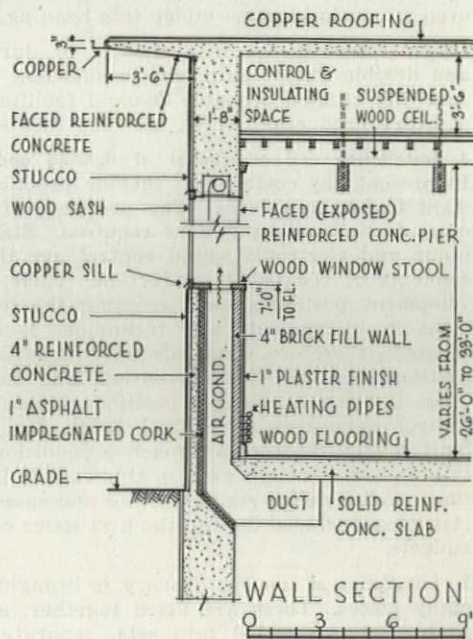 COPPER ROOFING
3"
COPPER
3'-6"
1'-8"
CONTROL &
INSULATING
SPACE
SUSPENDED
WOOD CEIL.
3'-6"
FACED REINFORCED
CONCRETE
STUCCO
WOOD SASH
FACED (EXPOSED)
REINFORCED CONC. PIER
COPPER SILL
WOOD WINDOW STOOL
7'-0"
TO FL.
STUCCO
4" BRICK FILL WALL
4" REINFORCED
CONCRETE
AIR COND.
1" PLASTER FINISH
1" ASPHALT
IMPREGNATED CORK
HEATING PIPES
WOOD FLOORING
VARIES FROM
26'-0" TO 33'-0"
GRADE
DUCT
SOLID REINF.
CONC. SLAB
WALL SECTION
0 3 6 9'